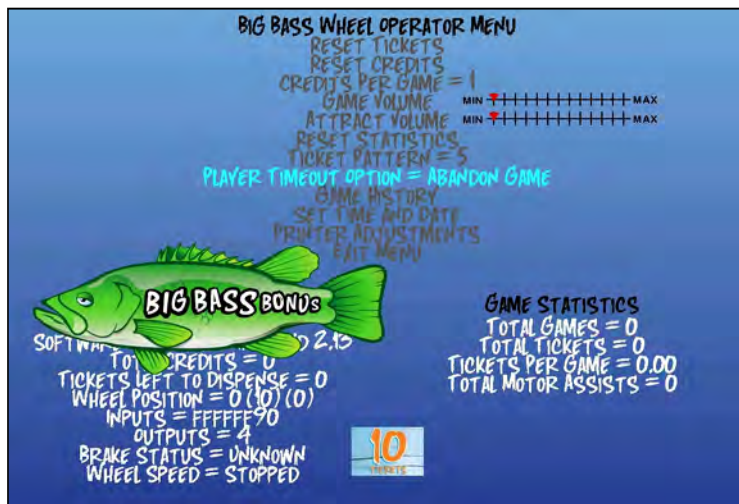 BIG BASS WHEEL OPERATOR MENU
RESET TICKETS
RESET CREDITS
CREDITS PER GAME = 1
GAME VOLUME MIN MAX
ATTRACT VOLUME MIN MAX
RESET STATISTICS
TICKET PATTERN = 5
PLAYER TIMEOUT OPTION = ABANDON GAME
GAME HISTORY
SET TIME AND DATE
PRINTER ADJUSTMENTS
EXIT MENU
BIG BASS BONUS
2.13
CREDITS = 0
TICKETS LEFT TO DISPENSE = 0
WHEEL POSITION = 0 (10) (0)
INPUTS = FFFFFF90
OUTPUTS = 4
BRAKE STATUS = UNKNOWN
WHEEL SPEED = STOPPED
10
TICKETS
GAME STATISTICS
TOTAL GAMES = 0
TOTAL TICKETS = 0
TICKETS PER GAME = 0.00
TOTAL MOTOR ASSISTS = 0